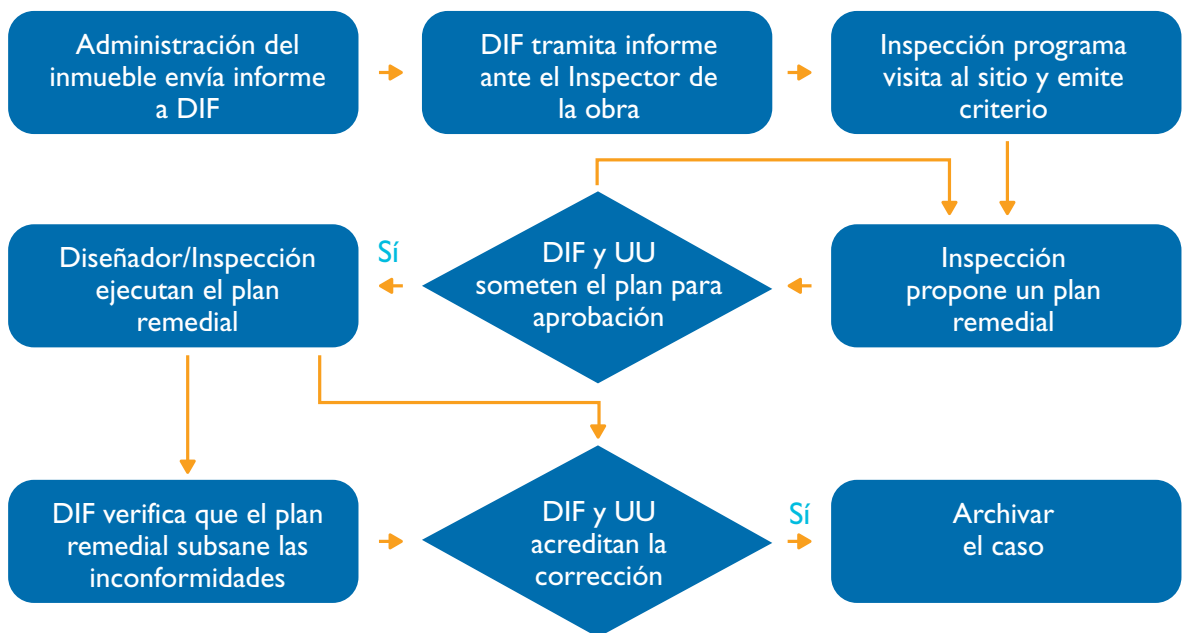 Administración del
inmueble envía informe
a DIF
DIF tramita informe
ante el Inspector de
la obra
Inspección programa
visita al sitio y emite
criterio
Diseñador/Inspección
ejecutan el plan
remedial
Sí
DIF y UU
someten el plan para
aprobación
Inspección
propone un plan
remedial
DIF verifica que el plan
remedial subsane las
inconformidades
DIF y UU
acreditan la
corrección
Sí
Archivar
el caso